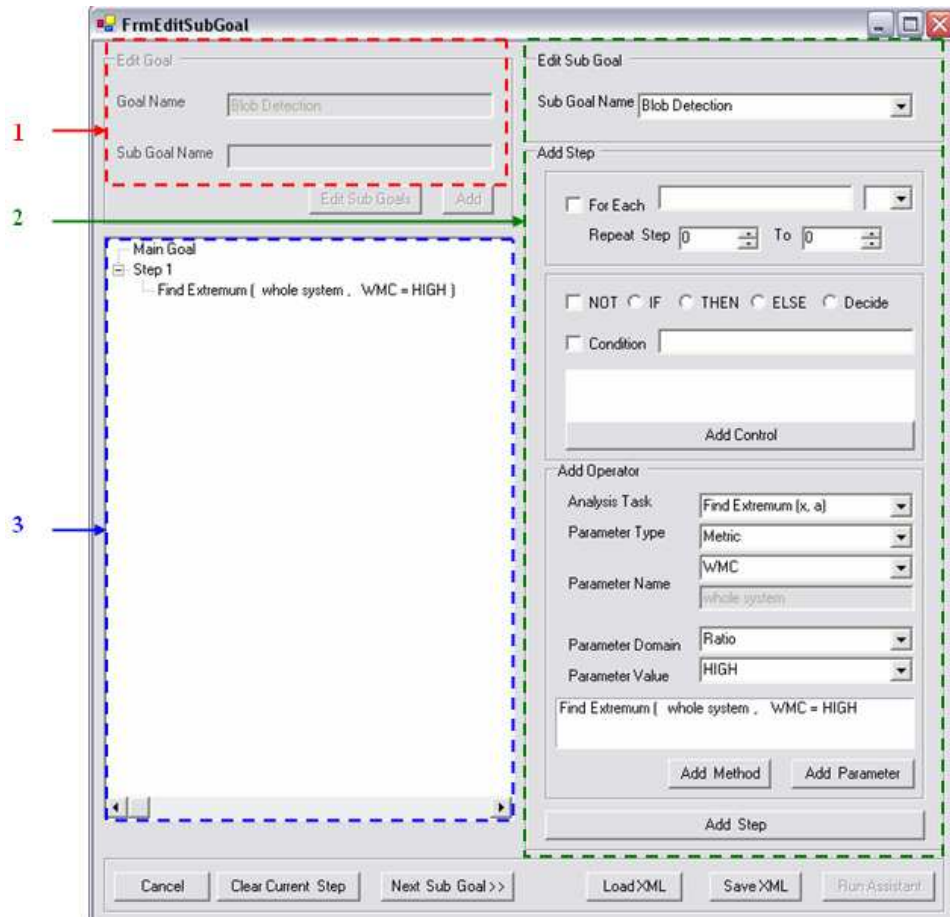 FrmEditSubGoal
Edit Goal
Goal Name Blob Detection
Sub Goal Name
Edit Sub Goals Add
1
2
3
Main Goal
Step 1
Find Extremum ( whole system , WMC = HIGH )
Edit Sub Goal
Sub Goal Name Blob Detection
Add Step
For Each
Repeat Step 0 To 0
NOT IF THEN ELSE Decide
Condition
Add Control
Add Operator
Analysis Task Find Extremum (x, a)
Parameter Type Metric
WMC
Parameter Name
whole system
Parameter Domain Ratio
Parameter Value HIGH
Find Extremum ( whole system , WMC = HIGH
Add Method Add Parameter
Add Step
Cancel Clear Current Step Next Sub Goal >> Load XML Save XML Run Assistant